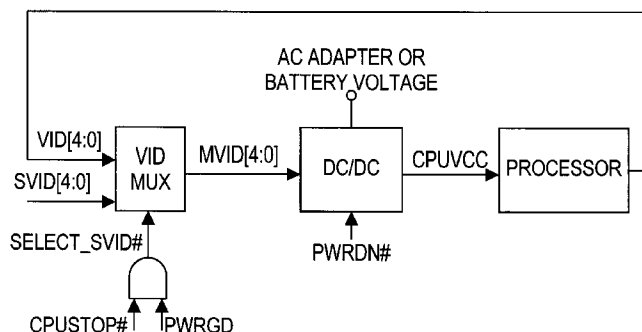 AC ADAPTER OR
BATTERY VOLTAGE
VID[4:0]
SVID[4:0]
VID
MUX
MVID[4:0]
DC/DC
CPUVCC
PROCESSOR
SELECT_SVID#
PWRDN#
CPUSTOP#
PWRGD